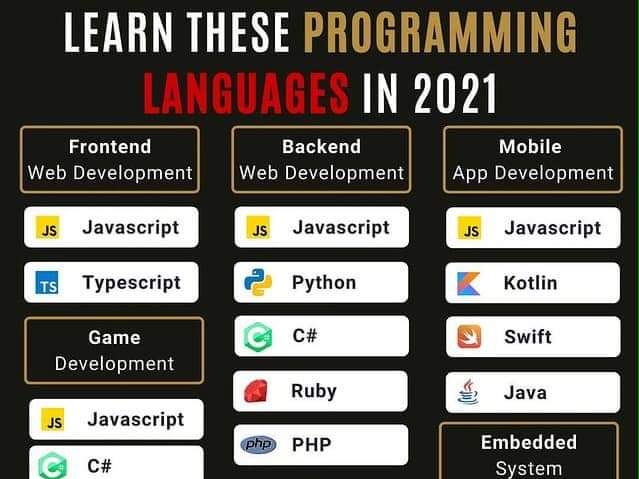 LEARN THESE PROGRAMMING
LANGUAGES IN 2021
Frontend
Web Development
JS Javascript
TS Typescript
Game
Development
JS Javascript
C#
Backend
Web Development
JS Javascript
Python
C#
Ruby
php PHP
Mobile
App Development
JS Javascript
Kotlin
Swift
Java
Embedded
System